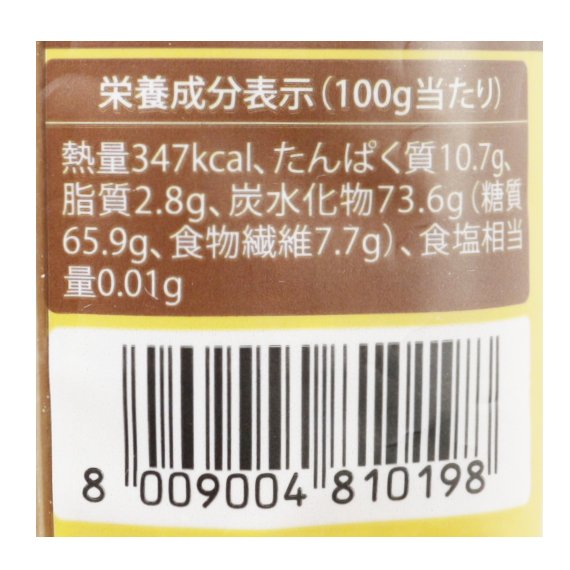 栄養成分表示（100g当たり）
熱量347kcal、たんぱく質10.7g、
脂質2.8g、炭水化物73.6g（糖質
65.9g、食物繊維7.7g）、食塩相当
量0.01g
8 009004 810198